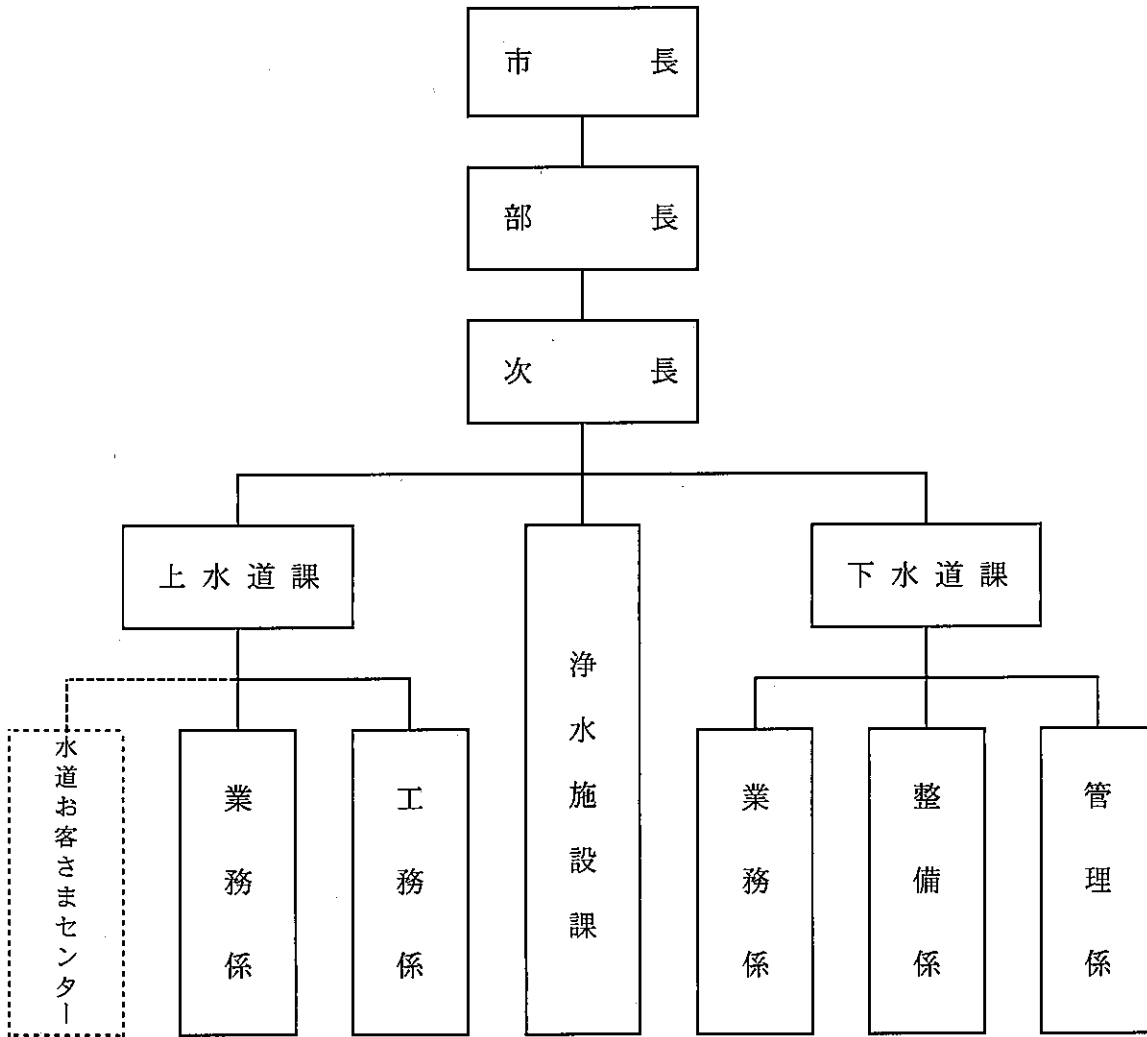 市長
部長
次長
上水道課
下水道課
浄水施設課
水道お客さまセンター
業務係
工務係
業務係
整備係
管理係